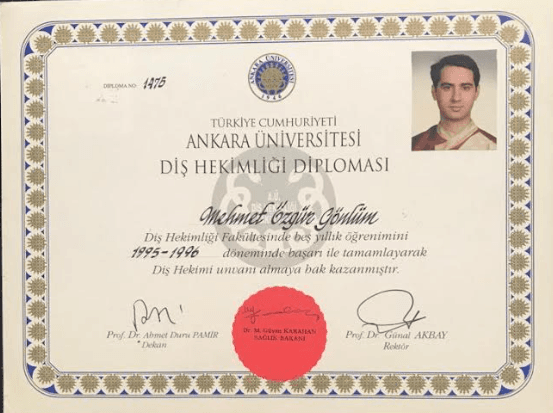 ANKARA ÜNİVERSİTESİ
1946
DİPLOMA NO 1475
TÜRKİYE CUMHURİYETİ
ANKARA ÜNİVERSİTESİ
DİŞ HEKİMLİĞİ DİPLOMASI
Mehmet Özgür Gönlüm
Diş Hekimliği Fakültesinde beş yıllık öğrenimini
1995-1996 döneminde başarı ile tamamlayarak
Diş Hekimi unvanı almaya hak kazanmıştır.
Prof. Dr. Ahmet Duru PAMİR
Dekan
Dr. M. Güneş KARAHAN
SAĞLIK BAKANI
Prof. Dr. Günal AKBAY
Rektör